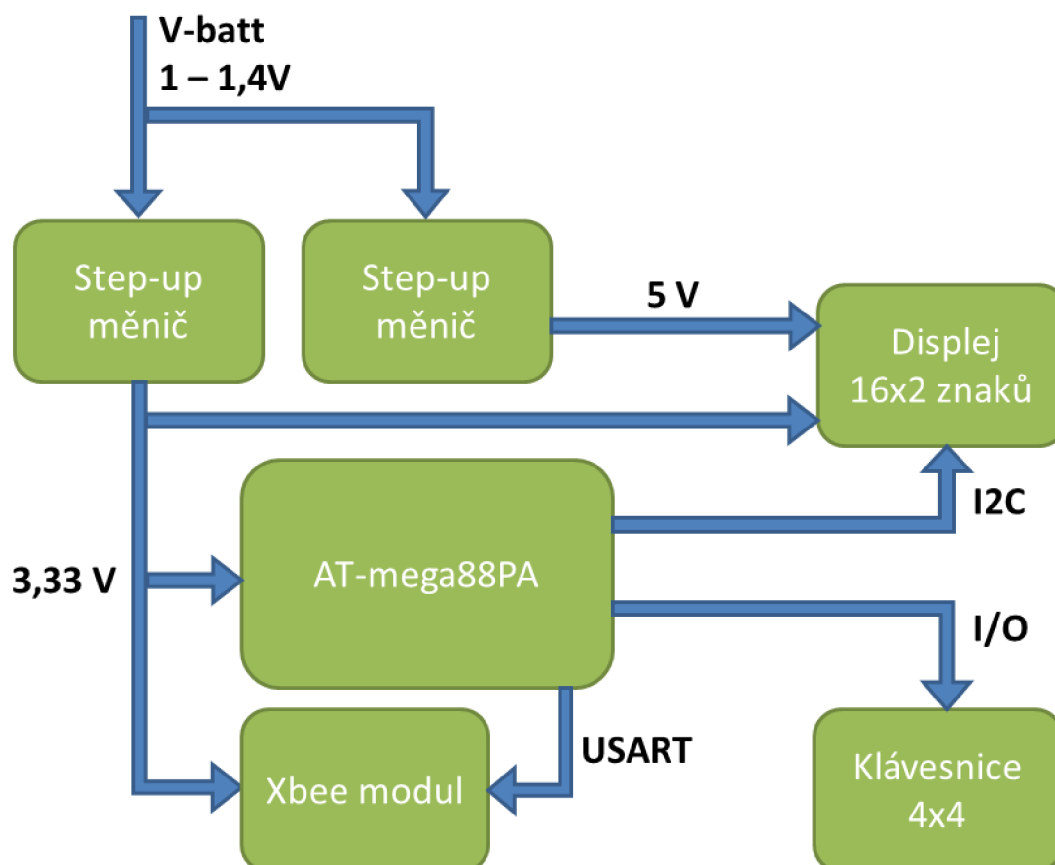 V-batt
1 – 1,4V
Step-up
měnič
Step-up
měnič
5 V
Displej
16x2 znaků
I2C
AT-mega88PA
3,33 V
I/O
USART
Xbee modul
Klávesnice
4x4